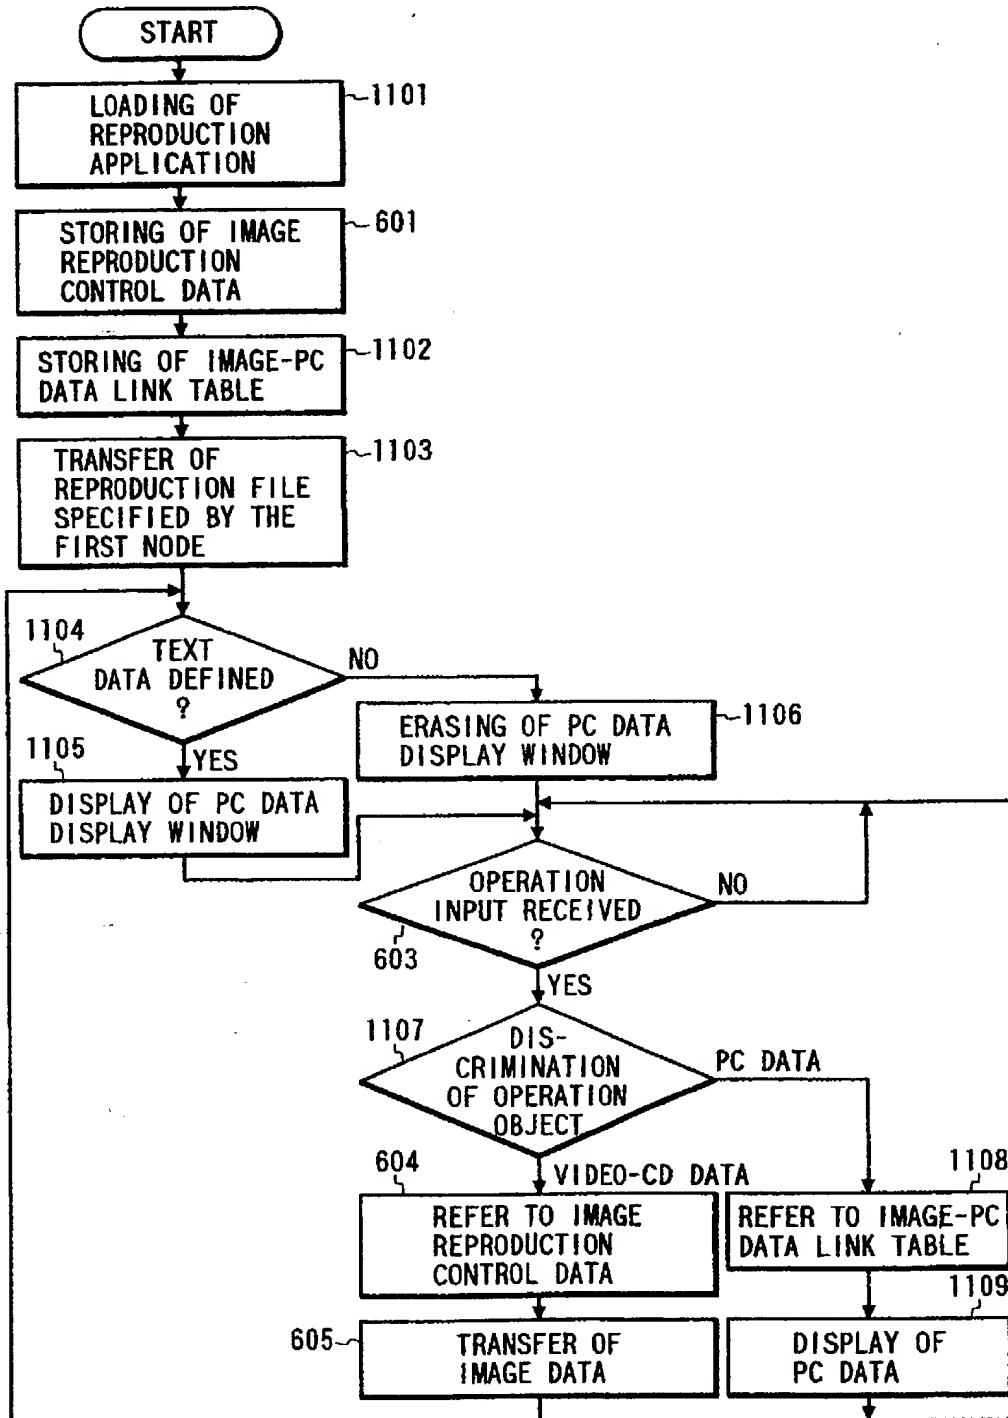 START
1101
LOADING OF
REPRODUCTION
APPLICATION
601
STORING OF IMAGE
REPRODUCTION
CONTROL DATA
1102
STORING OF IMAGE-PC
DATA LINK TABLE
1103
TRANSFER OF
REPRODUCTION FILE
SPECIFIED BY THE
FIRST NODE
1104
TEXT
DATA DEFINED
?
NO
YES
1106
ERASING OF PC DATA
DISPLAY WINDOW
1105
DISPLAY OF PC DATA
DISPLAY WINDOW
OPERATION
INPUT RECEIVED
?
NO
603
YES
1107
DIS-
CRIMINATION
OF OPERATION
OBJECT
PC DATA
VIDEO-CD DATA
604
REFER TO IMAGE
REPRODUCTION
CONTROL DATA
1108
REFER TO IMAGE-PC
DATA LINK TABLE
605
TRANSFER OF
IMAGE DATA
1109
DISPLAY OF
PC DATA